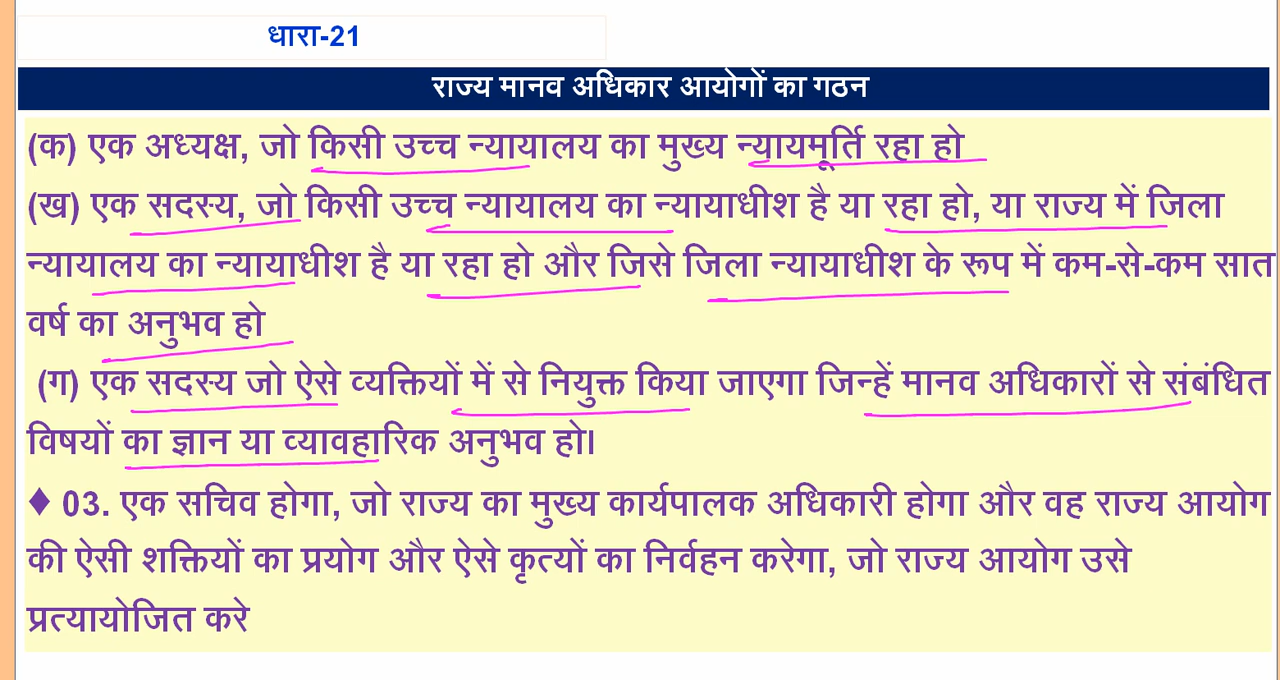 धारा-21
राज्य मानव अधिकार आयोगों का गठन
(क) एक अध्यक्ष, जो किसी उच्च न्यायालय का मुख्य न्यायमूर्ति रहा हो
(ख) एक सदस्य, जो किसी उच्च न्यायालय का न्यायाधीश है या रहा हो, या राज्य में जिला
न्यायालय का न्यायाधीश है या रहा हो और जिसे जिला न्यायाधीश के रूप में कम-से-कम सात
वर्ष का अनुभव हो
(ग) एक सदस्य जो ऐसे व्यक्तियों में से नियुक्त किया जाएगा जिन्हें मानव अधिकारों से संबंधित
विषयों का ज्ञान या व्यावहारिक अनुभव हो।
♦ 03. एक सचिव होगा, जो राज्य का मुख्य कार्यपालक अधिकारी होगा और वह राज्य आयोग
की ऐसी शक्तियों का प्रयोग और ऐसे कृत्यों का निर्वहन करेगा, जो राज्य आयोग उसे
प्रत्यायोजित करे